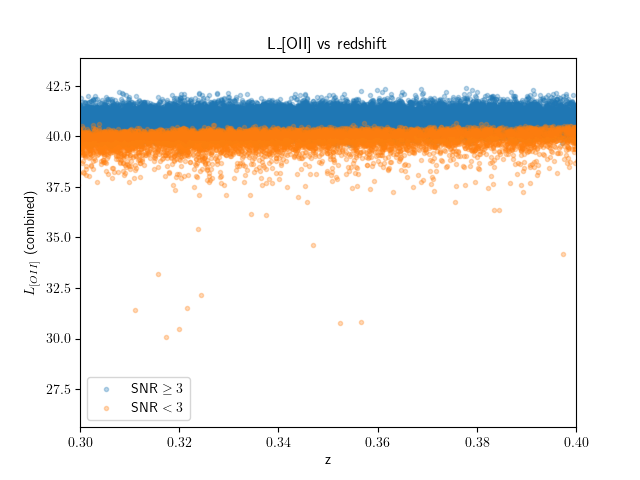 L_[OII] vs redshift
42.5
40.0
37.5
35.0
32.5
30.0
27.5
L[OII] (combined)
SNR ≥ 3
SNR < 3
0.30 0.32 0.34 0.36 0.38 0.40
z